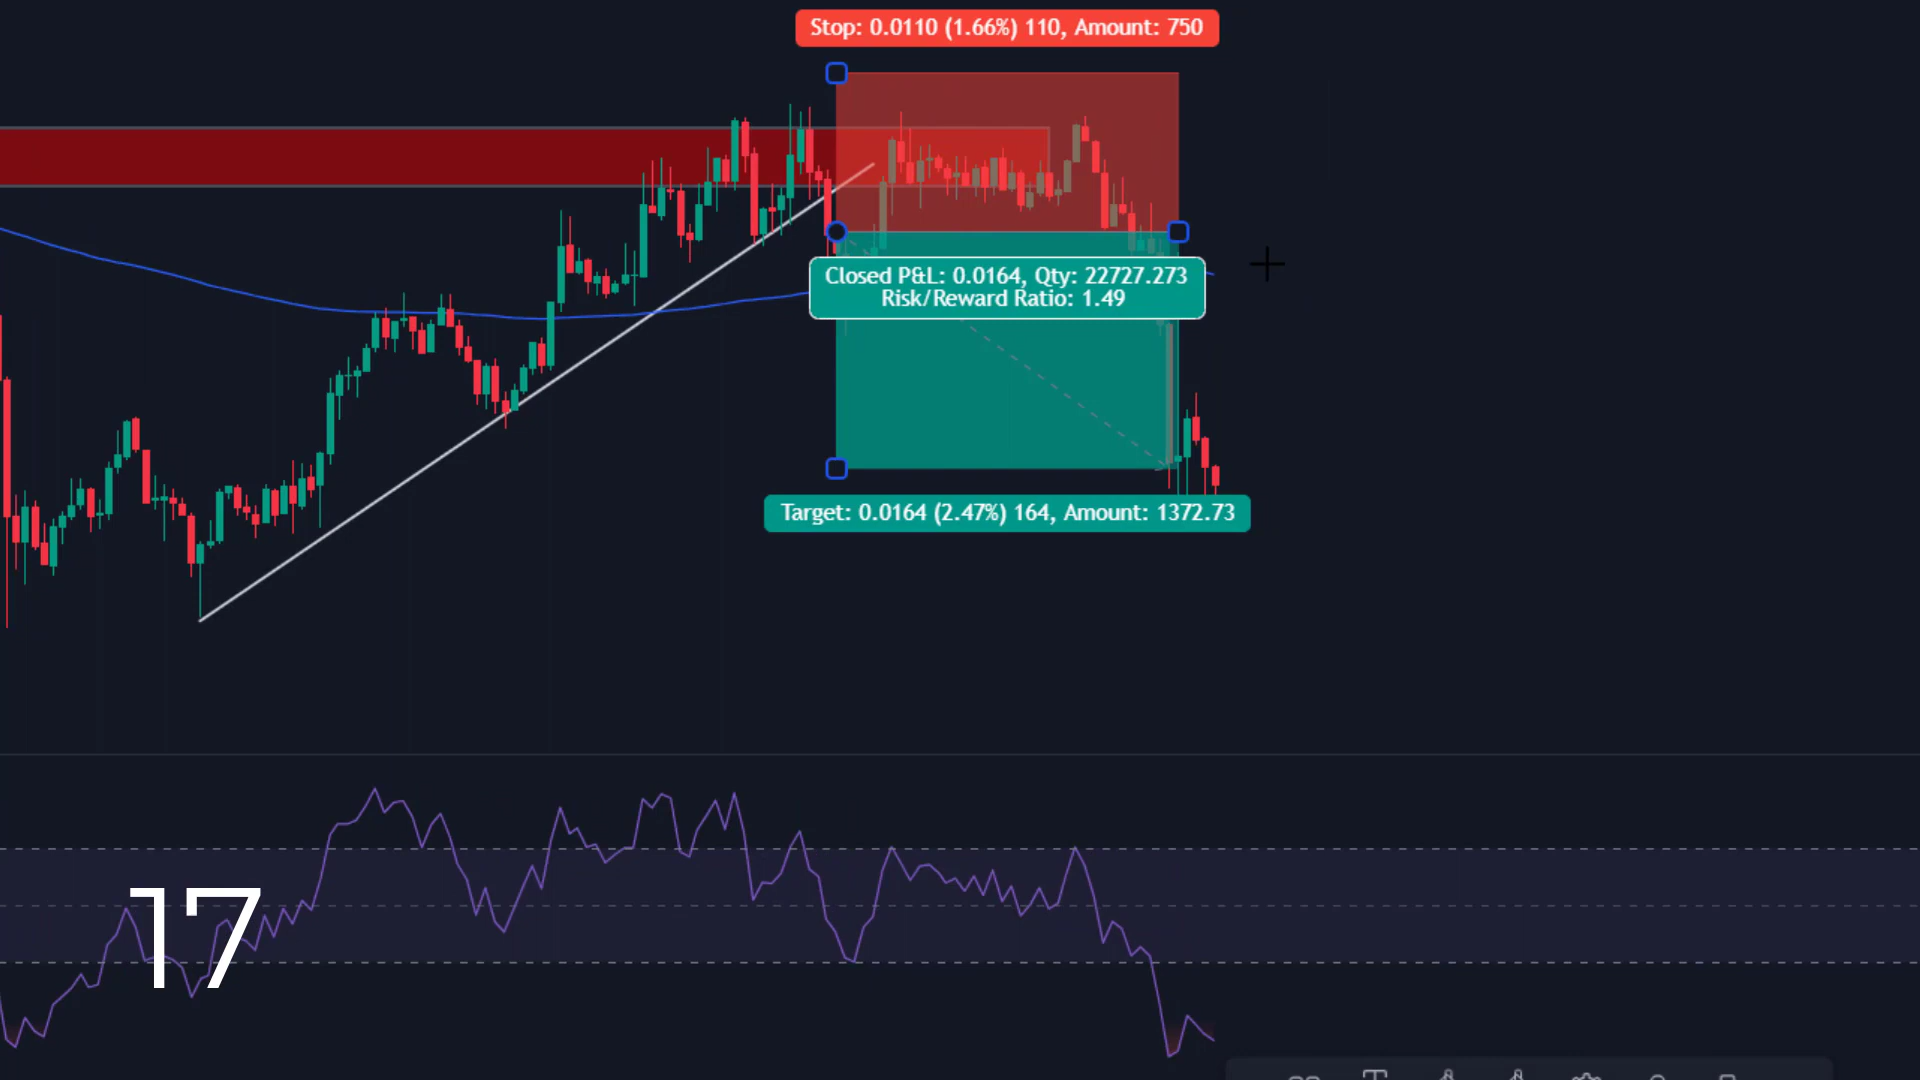 Stop: 0.0110 (1.66%) 110, Amount: 750
Closed P&L: 0.0164, Qty: 22727.273
Risk/Reward Ratio: 1.49
Target: 0.0164 (2.47%) 164, Amount: 1372.73
17